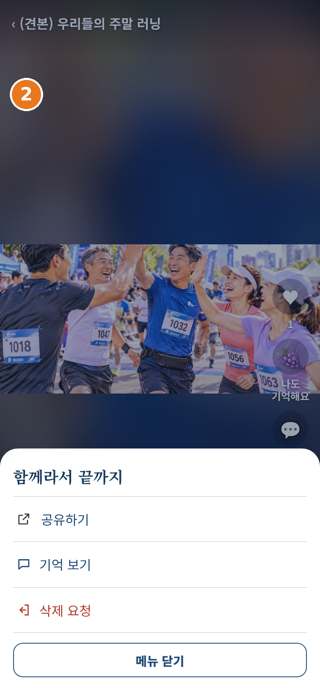 ‹ (견본) 우리들의 주말 러닝
2
1018
1047
1032
1056
1063
1
나도
기억해요
함께라서 끝까지
공유하기
기억 보기
삭제 요청
메뉴 닫기